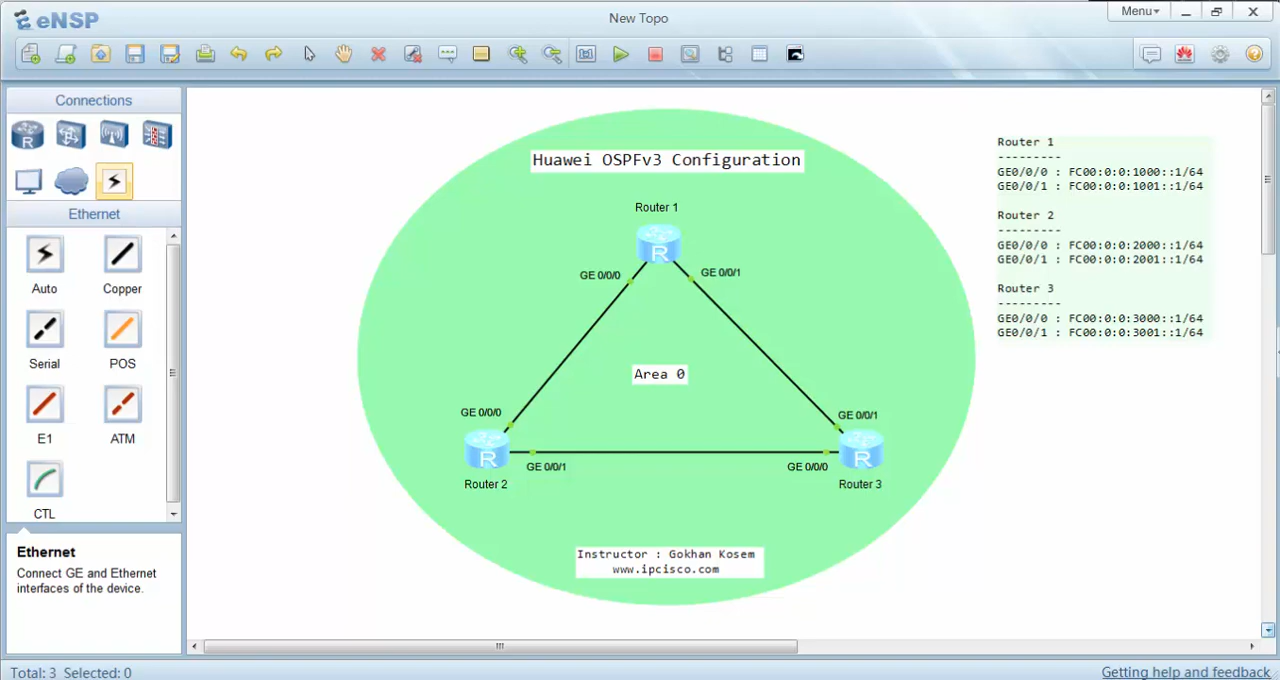 eNSP
New Topo
Menu
Connections
R
Ethernet
Auto
Copper
Serial
POS
E1
ATM
CTL
Ethernet
Connect GE and Ethernet
interfaces of the device.
Huawei OSPFv3 Configuration
Router 1
R
GE 0/0/0
GE 0/0/1
Area 0
GE 0/0/0
GE 0/0/1
R
R
GE 0/0/1
GE 0/0/0
Router 2
Router 3
Instructor : Gokhan Kosem
www.ipcisco.com
Router 1
---------
GE0/0/0 : FC00:0:0:1000::1/64
GE0/0/1 : FC00:0:0:1001::1/64
Router 2
---------
GE0/0/0 : FC00:0:0:2000::1/64
GE0/0/1 : FC00:0:0:2001::1/64
Router 3
---------
GE0/0/0 : FC00:0:0:3000::1/64
GE0/0/1 : FC00:0:0:3001::1/64
Total: 3 Selected: 0
Getting help and feedback